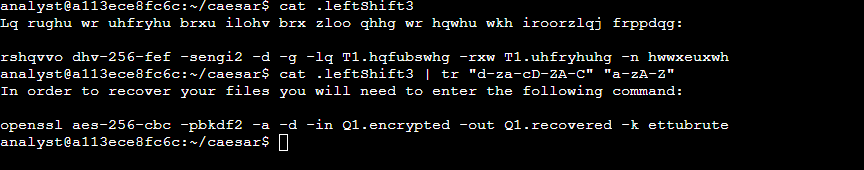 analyst@a113ece8fc6c:~/caesar$ cat .leftShift3
Lq rughu wr uhfryhu brxu ilohv brx zloo qhhg wr hqwhu wkh iroorzlqj frppdqg:

rshqvvo dhv-256-fef -sengi2 -d -g -lq T1.hqfubswhg -rxw T1.uhfryhuhg -n hwwxeuxwh
analyst@a113ece8fc6c:~/caesar$ cat .leftShift3 | tr "d-za-cD-ZA-C" "a-zA-Z"
In order to recover your files you will need to enter the following command:

openssl aes-256-cbc -pbkdf2 -a -d -in Q1.encrypted -out Q1.recovered -k ettubrute
analyst@a113ece8fc6c:~/caesar$